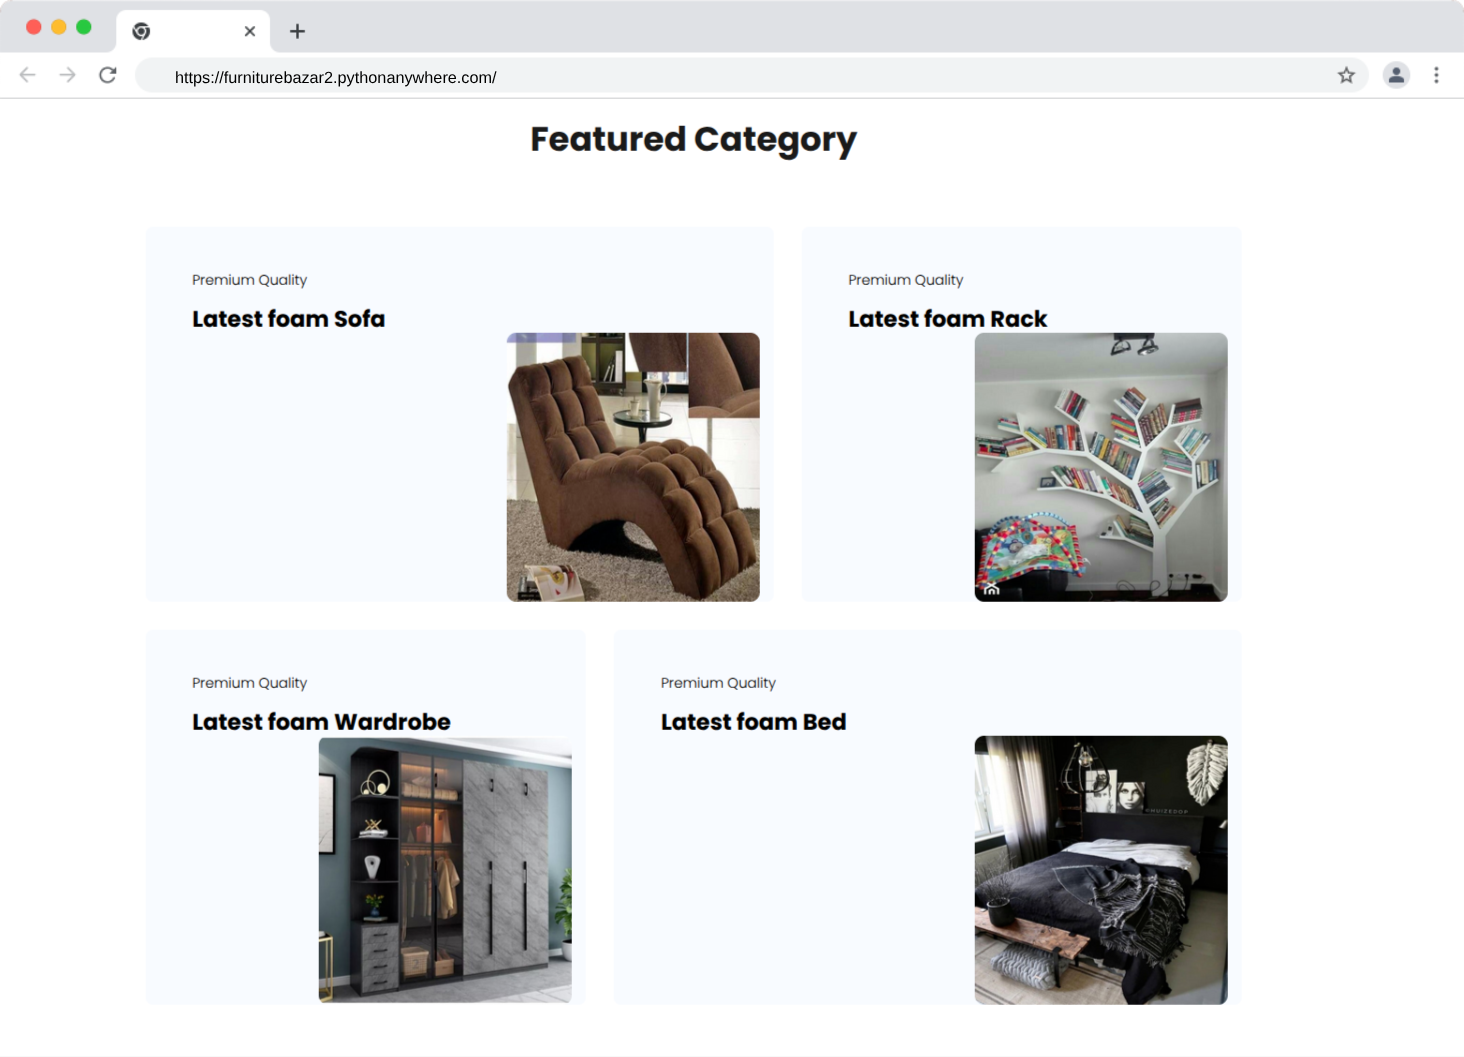 https://furniturebazar2.pythonanywhere.com/
Featured Category
Premium Quality
Latest foam Sofa
Premium Quality
Latest foam Rack
Premium Quality
Latest foam Wardrobe
Premium Quality
Latest foam Bed